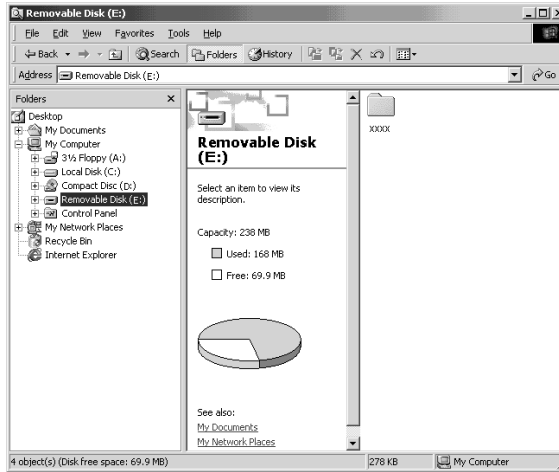 Removable Disk (E:)
File Edit View Favorites Tools Help
Back Search Folders History
Address Removable Disk (E:) Go
Folders
Desktop
My Documents
My Computer
3½ Floppy (A:)
Local Disk (C:)
Compact Disc (D:)
Removable Disk (E:)
Control Panel
My Network Places
Recycle Bin
Internet Explorer
Removable Disk
(E:)
Select an item to view its
description.
Capacity: 238 MB
Used: 168 MB
Free: 69.9 MB
See also:
My Documents
My Network Places
xxxx
4 object(s) (Disk free space: 69.9 MB) 278 KB My Computer